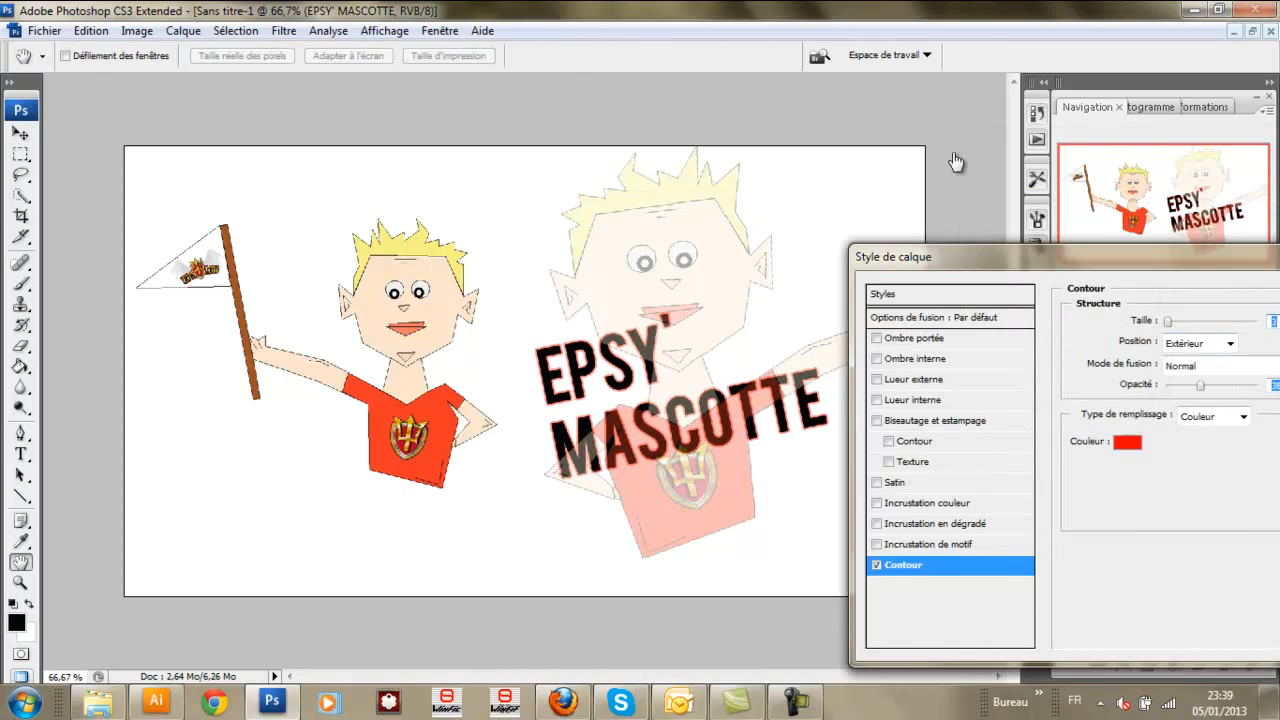 Adobe Photoshop CS3 Extended - [Sans titre-1 @ 66,7% (EPSY' MASCOTTE, RVB/8)]
Fichier Edition Image Calque Sélection Filtre Analyse Affichage Fenêtre Aide
Défilement des fenêtres Taille réelle des pixels Adapter à l'écran Taille d'impression Espace de travail
Ps
Navigation togramme formations
EPSY'
MASCOTTE
EPSY'
MASCOTTE
Style de calque
Styles
Options de fusion : Par défaut
Ombre portée
Ombre interne
Lueur externe
Lueur interne
Biseautage et estampage
Contour
Texture
Satin
Incrustation couleur
Incrustation en dégradé
Incrustation de motif
Contour
Contour
Structure
Taille :
Position : Extérieur
Mode de fusion : Normal
Opacité :
Type de remplissage : Couleur
Couleur :
66,67 % Doc : 2,64 Mo/6,26 Mo
Ai Ps Bureau FR 23:39
05/01/2013